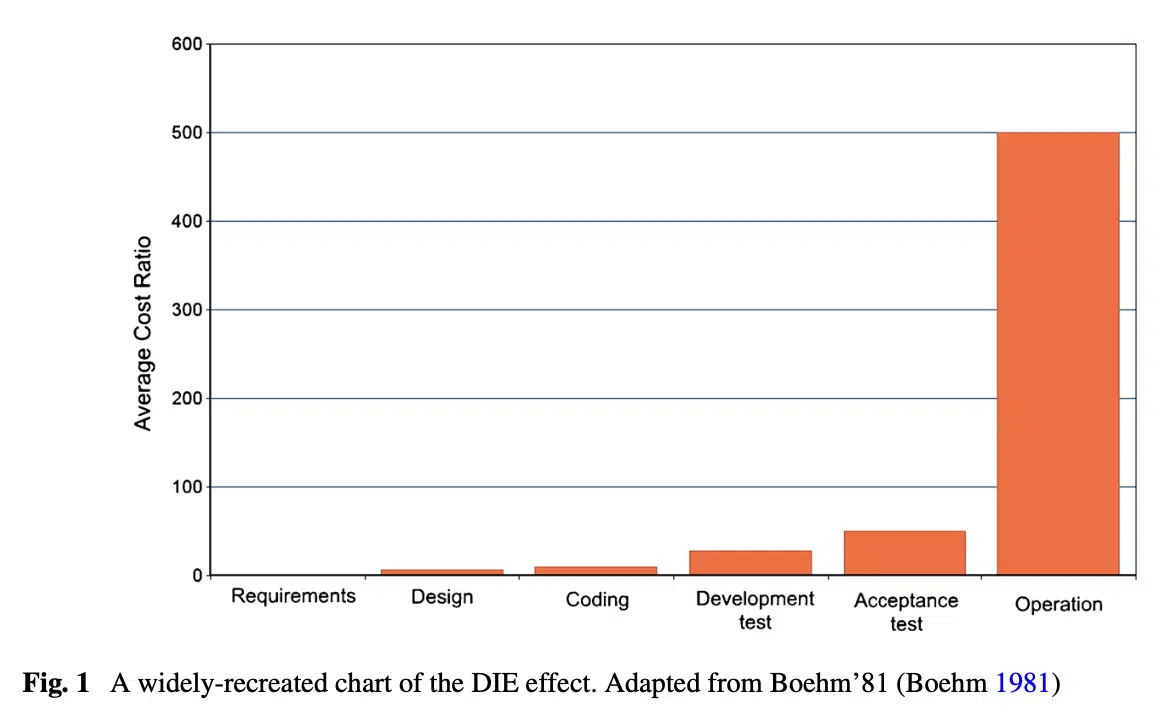 600
500
400
300
200
100
0
Average Cost Ratio
Requirements
Design
Coding
Development
test
Acceptance
test
Operation
Fig. 1 A widely-recreated chart of the DIE effect. Adapted from Boehm’81 (Boehm 1981)